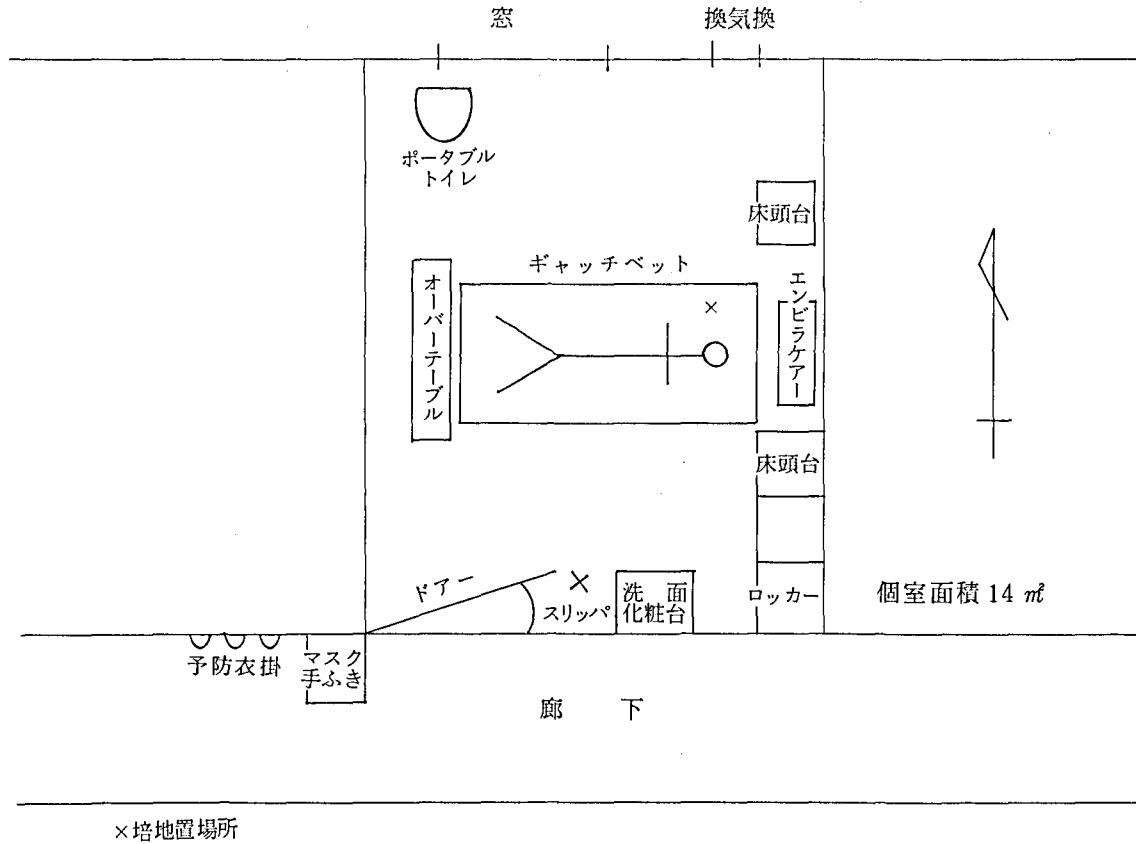 窓
換気換
ポータブル
トイレ
床頭台
ギャッチベット
オーバーテーブル
エンビラケアー
床頭台
ドアー
スリッパ
洗面
化粧台
ロッカー
個室面積 14 ㎡
予防衣掛
マスク
手ふき
廊下
×培地置場所